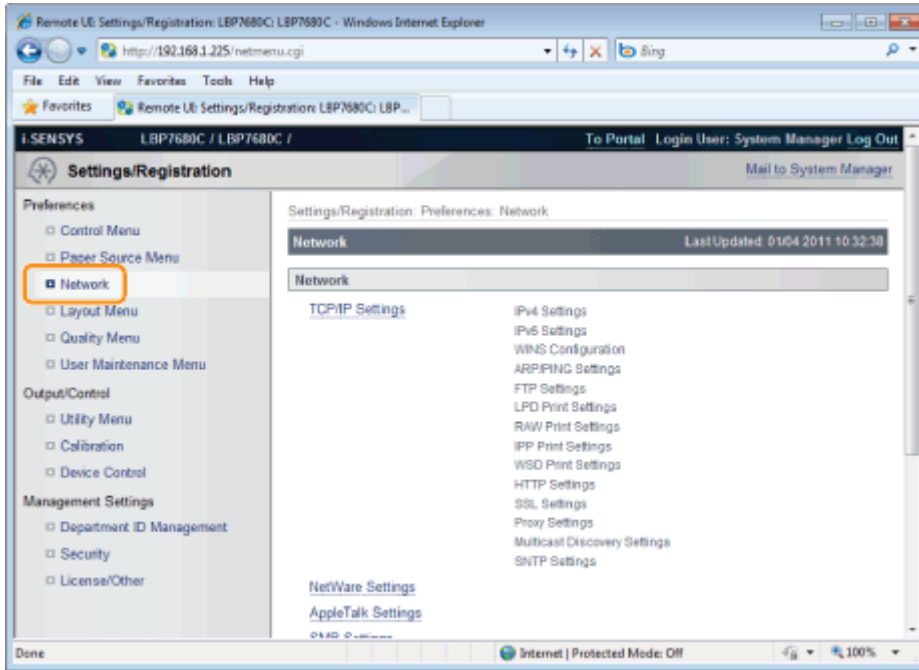 Remote UI: Settings/Registration: LBP7680C: LBP7680C - Windows Internet Explorer
http://192.168.1.225/netmenu.cgi
Bing
File Edit View Favorites Tools Help
Favorites
Remote UI: Settings/Registration: LBP7680C: LBP...
i-SENSYS LBP7680C / LBP7680C /
To Portal Login User: System Manager Log Out
Settings/Registration
Mail to System Manager
Preferences
Control Menu
Paper Source Menu
Network
Layout Menu
Quality Menu
User Maintenance Menu
Output/Control
Utility Menu
Calibration
Device Control
Management Settings
Department ID Management
Security
License/Other
Settings/Registration: Preferences: Network
Network Last Updated: 01/04 2011 10:32:38
Network
TCP/IP Settings
IPv4 Settings
IPv6 Settings
WINS Configuration
ARP/PING Settings
FTP Settings
LPD Print Settings
RAW Print Settings
IPP Print Settings
WSD Print Settings
HTTP Settings
SSL Settings
Proxy Settings
Multicast Discovery Settings
SNTP Settings
NetWare Settings
AppleTalk Settings
SMB Settings
Done
Internet | Protected Mode: Off
100%